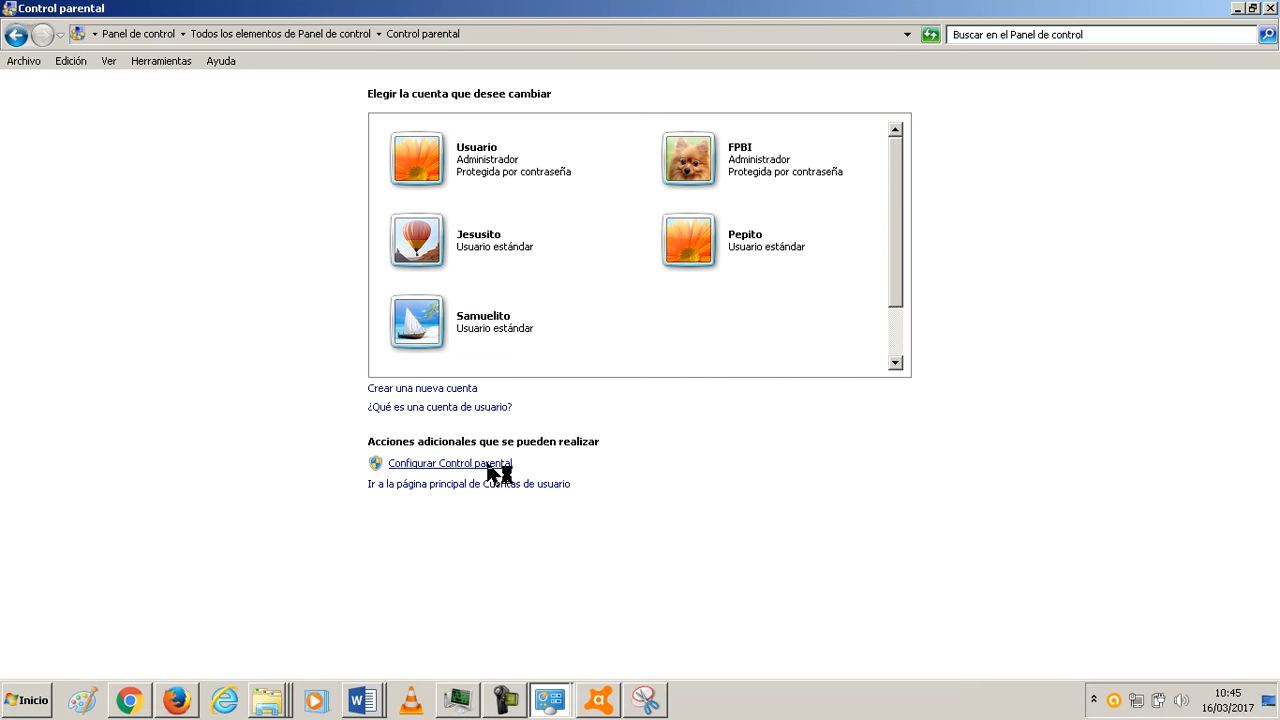 Control parental
Panel de control Todos los elementos de Panel de control Control parental
Buscar en el Panel de control
Archivo Edición Ver Herramientas Ayuda
Elegir la cuenta que desee cambiar
Usuario
Administrador
Protegida por contraseña
FPBI
Administrador
Protegida por contraseña
Jesusito
Usuario estándar
Pepito
Usuario estándar
Samuelito
Usuario estándar
Crear una nueva cuenta
¿Qué es una cuenta de usuario?
Acciones adicionales que se pueden realizar
Configurar Control parental
Ir a la página principal de Cuentas de usuario
Inicio
10:45
16/03/2017